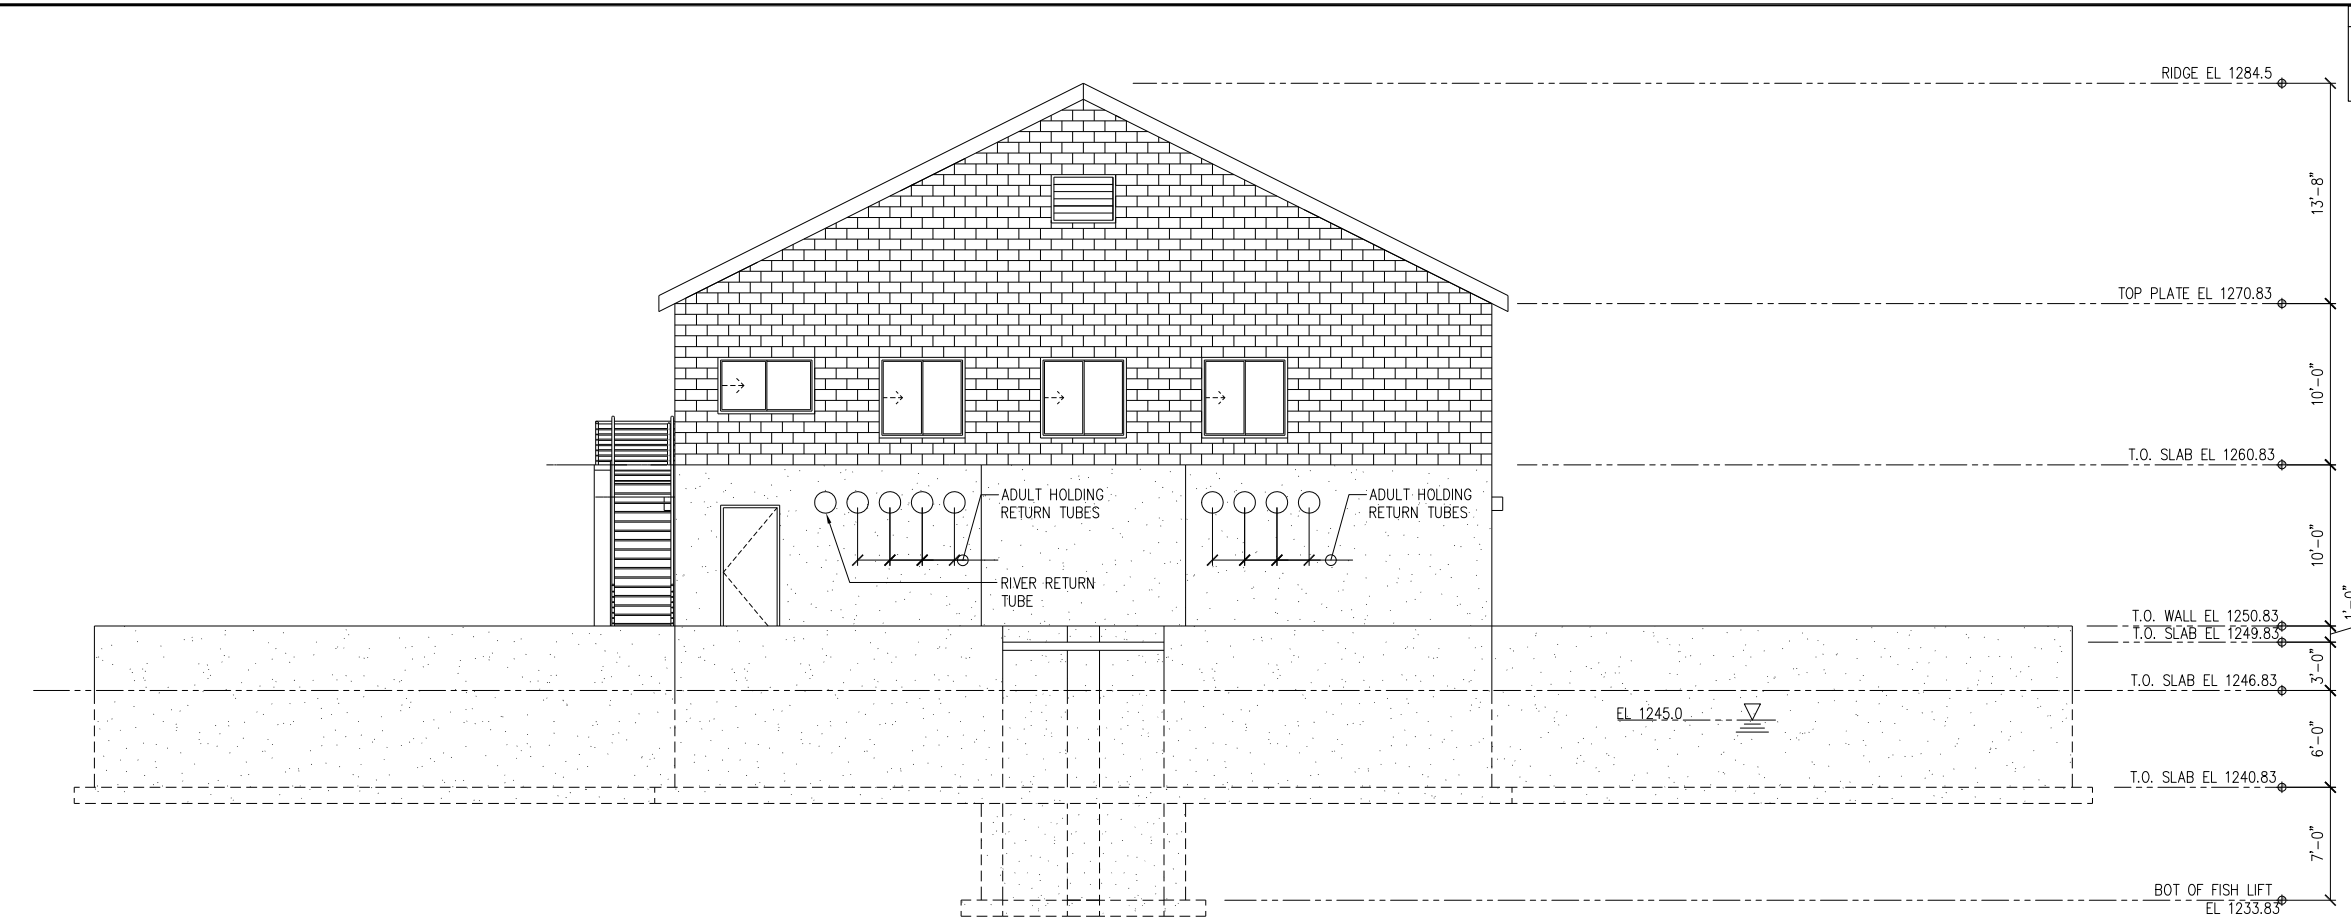 RIDGE EL 1284.5
13'-8"
TOP PLATE EL 1270.83
10'-0"
T.O. SLAB EL 1260.83
ADULT HOLDING
RETURN TUBES
ADULT HOLDING
RETURN TUBES
10'-0"
RIVER RETURN
TUBE
1'-0"
T.O. WALL EL 1250.83
T.O. SLAB EL 1249.83
3'-0"
T.O. SLAB EL 1246.83
EL 1245.0
6'-0"
T.O. SLAB EL 1240.83
7'-0"
BOT OF FISH LIFT
EL 1233.83